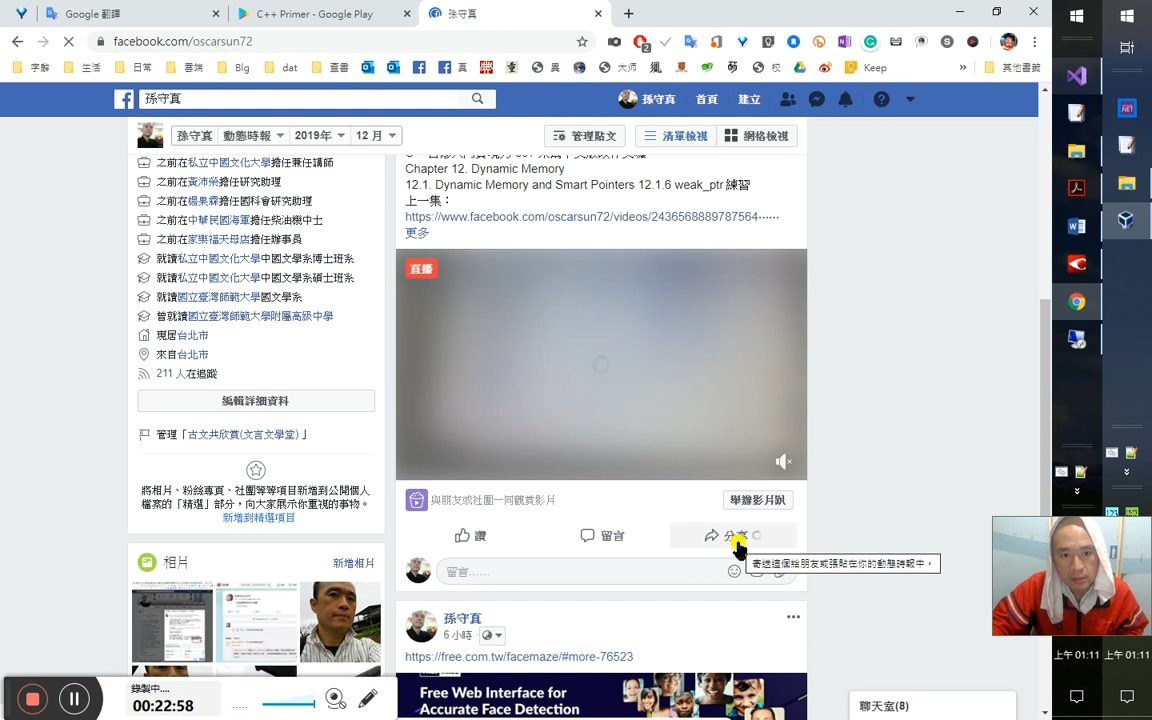 Google 翻譯
C++ Primer - Google Play
孫守真
facebook.com/oscarsun72
字辭
生活
日常
雲端
Blg
dat
查書
真
異
大师
校
Keep
其他書籤
孫守真
孫守真
首頁
建立
孫守真
動態時報
2019年
12 月
管理貼文
清單檢視
網格檢視
之前在私立中國文化大學擔任兼任講師
之前在黃沛榮擔任研究助理
之前在楊果霖擔任國科會研究助理
之前在中華民國海軍擔任柴油機中士
之前在家樂福天母店擔任辦事員
就讀私立中國文化大學中國文學系博士班系
就讀私立中國文化大學中國文學系碩士班系
就讀國立臺灣師範大學國文學系
曾就讀國立臺灣師範大學附屬高級中學
現居台北市
來自台北市
211 人在追蹤
編輯詳細資料
管理「古文共欣賞(文言文學堂)」
將相片、粉絲專頁、社團等等項目新增到公開個人
檔案的「精選」部分，向大家展示你重視的事物。
新增到精選項目
相片
新增相片
Chapter 12. Dynamic Memory
12.1. Dynamic Memory and Smart Pointers 12.1.6 weak_ptr 練習
上一集：
https://www.facebook.com/oscarsun72/videos/2436568889787564……
更多
直播
與朋友或社團一同觀賞影片
舉辦影片趴
讚
留言
分享
寄送這個給朋友或張貼在你的動態時報中。
留言……
孫守真
6 小時
https://free.com.tw/facemaze/#more-76523
Free Web Interface for
Accurate Face Detection
聊天室(8)
錄製中....
00:22:58
上午 01:11
上午 01:11